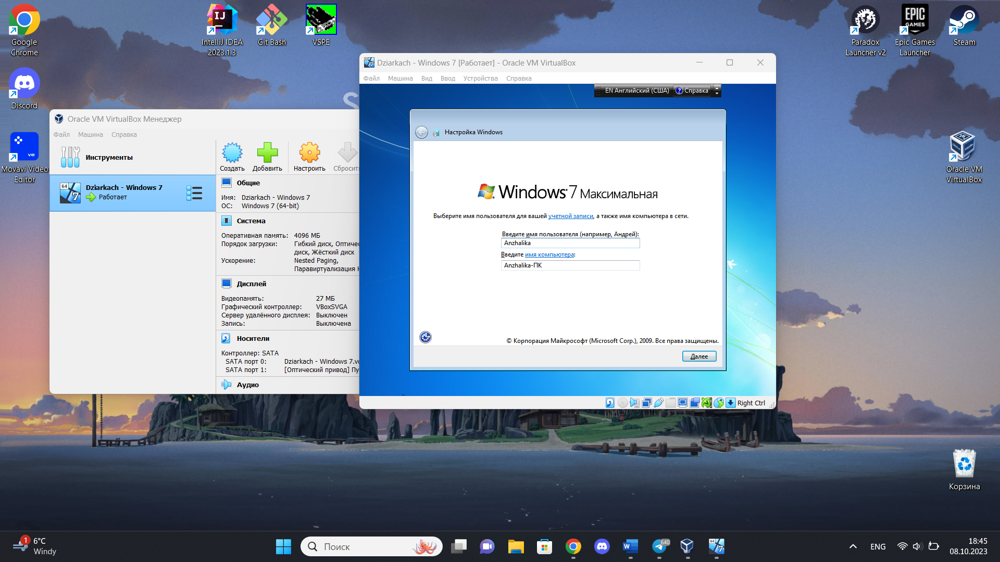 Google
Chrome
IntelliJ IDEA
2023.1.3
Git Bash
VSPE
Paradox
Launcher v2
EPIC
GAMES
Epic Games
Launcher
Steam
Discord
ve
Movavi Video
Editor
Oracle VM
VirtualBox
Корзина
Oracle VM VirtualBox Менеджер
Файл Машина Справка
Инструменты
64
Dziarkach - Windows 7
Работает
Создать Добавить Настроить Сбросить
Общие
Имя: Dziarkach - Windows 7
ОС: Windows 7 (64-bit)
Система
Оперативная память: 4096 МБ
Порядок загрузки: Гибкий диск, Оптичес
диск, Жёсткий диск
Ускорение: Nested Paging,
Паравиртуализация
Дисплей
Видеопамять: 27 МБ
Графический контроллер: VBoxSVGA
Сервер удалённого дисплея: Выключен
Запись: Выключена
Носители
Контроллер: SATA
SATA порт 0: Dziarkach - Windows 7.v
SATA порт 1: [Оптический привод] Пу
Аудио
Dziarkach - Windows 7 [Работает] - Oracle VM VirtualBox
Файл Машина Вид Ввод Устройства Справка
EN Английский (США) Справка
Настройка Windows
Windows 7 Максимальная
Выберите имя пользователя для вашей учетной записи, а также имя компьютера в сети.
Введите имя пользователя (например, Андрей):
Anzhalika
Введите имя компьютера:
Anzhalika-ПК
© Корпорация Майкрософт (Microsoft Corp.), 2009. Все права защищены.
Далее
Right Ctrl
1
6°C
Windy
Поиск
640
64
ENG
18:45
08.10.2023